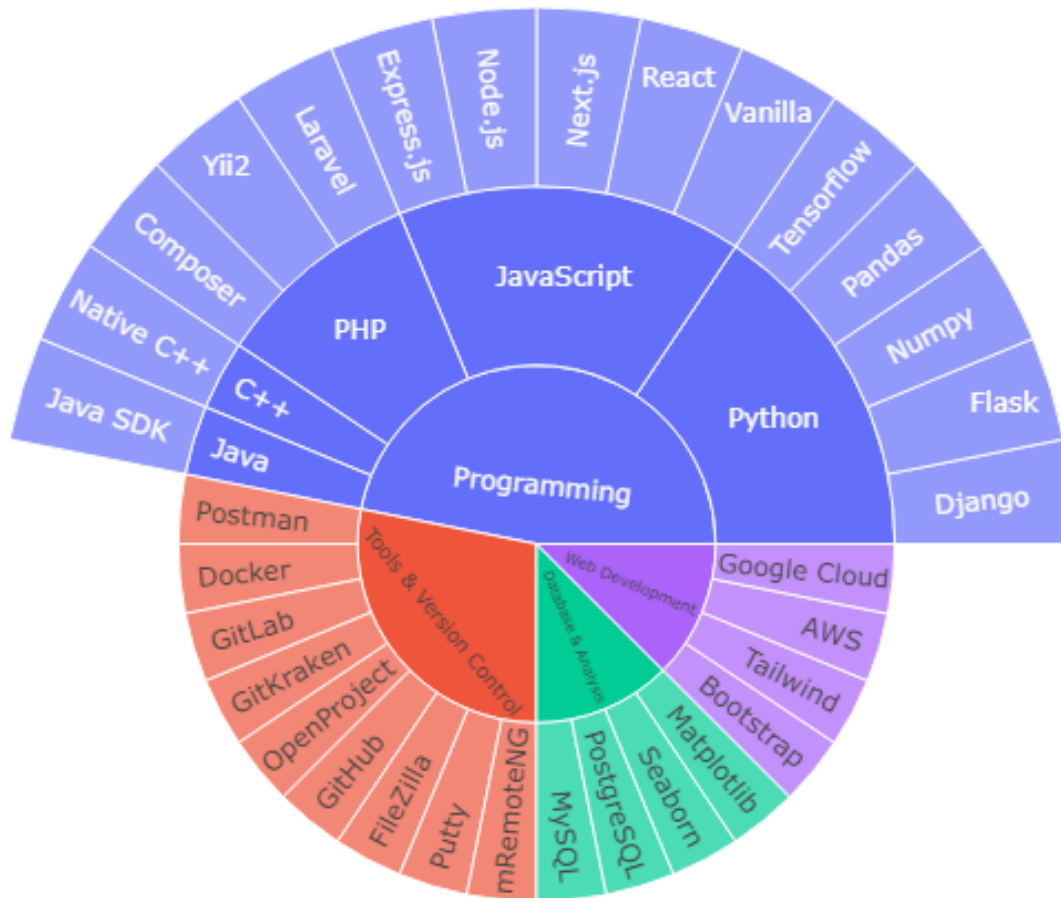 Programming
Python
Django
Flask
Numpy
Pandas
Tensorflow
JavaScript
Vanilla
React
Next.js
Node.js
Express.js
PHP
Laravel
Yii2
Composer
C++
Native C++
Java
Java SDK
Tools & Version Control
Postman
Docker
GitLab
GitKraken
OpenProject
GitHub
FileZilla
Putty
mRemoteNG
Database & Analysis
MySQL
PostgreSQL
Seaborn
Matplotlib
Web Development
Bootstrap
Tailwind
AWS
Google Cloud